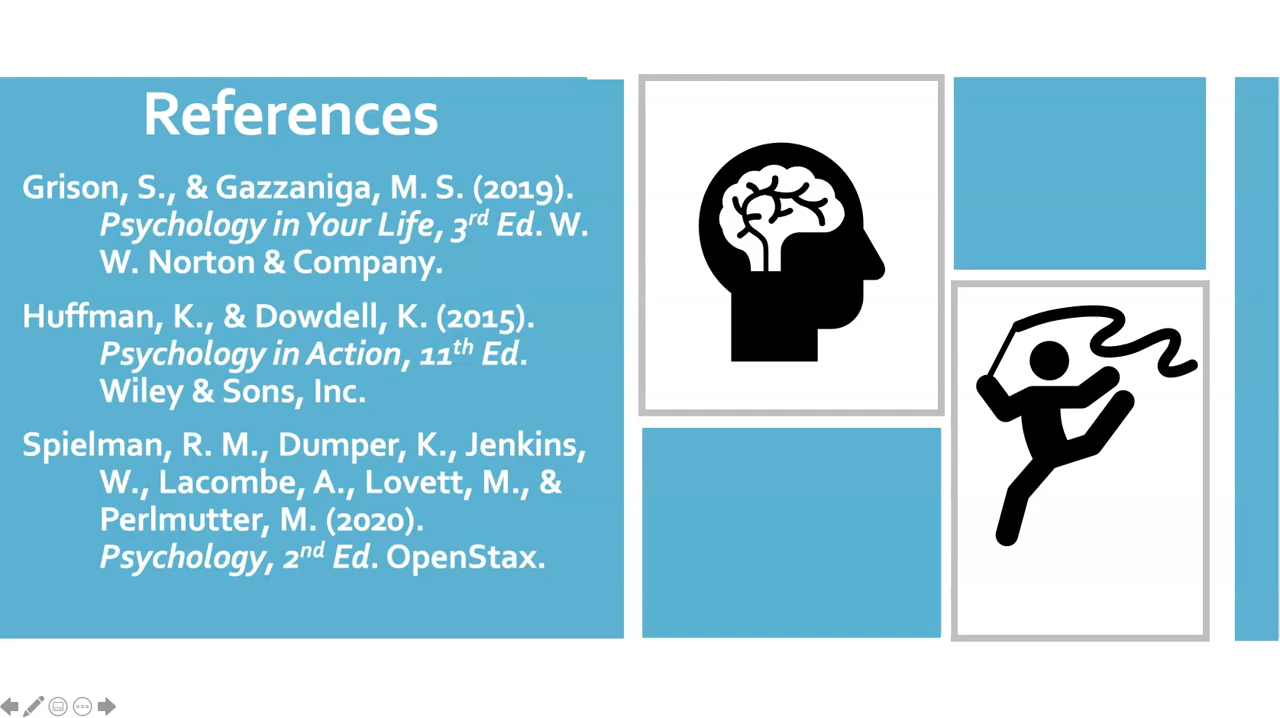 References
Grison, S., & Gazzaniga, M. S. (2019).
Psychology in Your Life, 3rd Ed. W.
W. Norton & Company.
Huffman, K., & Dowdell, K. (2015).
Psychology in Action, 11th Ed.
Wiley & Sons, Inc.
Spielman, R. M., Dumper, K., Jenkins,
W., Lacombe, A., Lovett, M., &
Perlmutter, M. (2020).
Psychology, 2nd Ed. OpenStax.